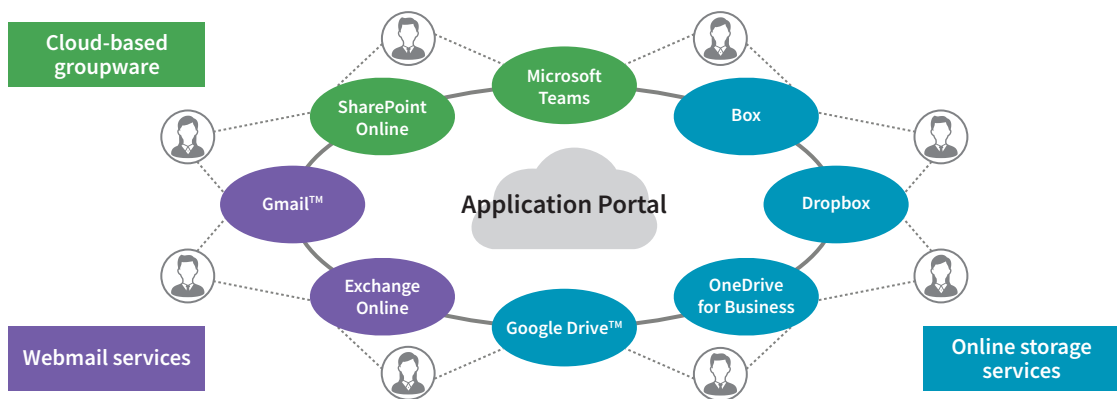 Cloud-based
groupware
Microsoft
Teams
SharePoint
Online
Box
Gmail™
Application Portal
Dropbox
Exchange
Online
OneDrive
for Business
Google Drive™
Webmail services
Online storage
services